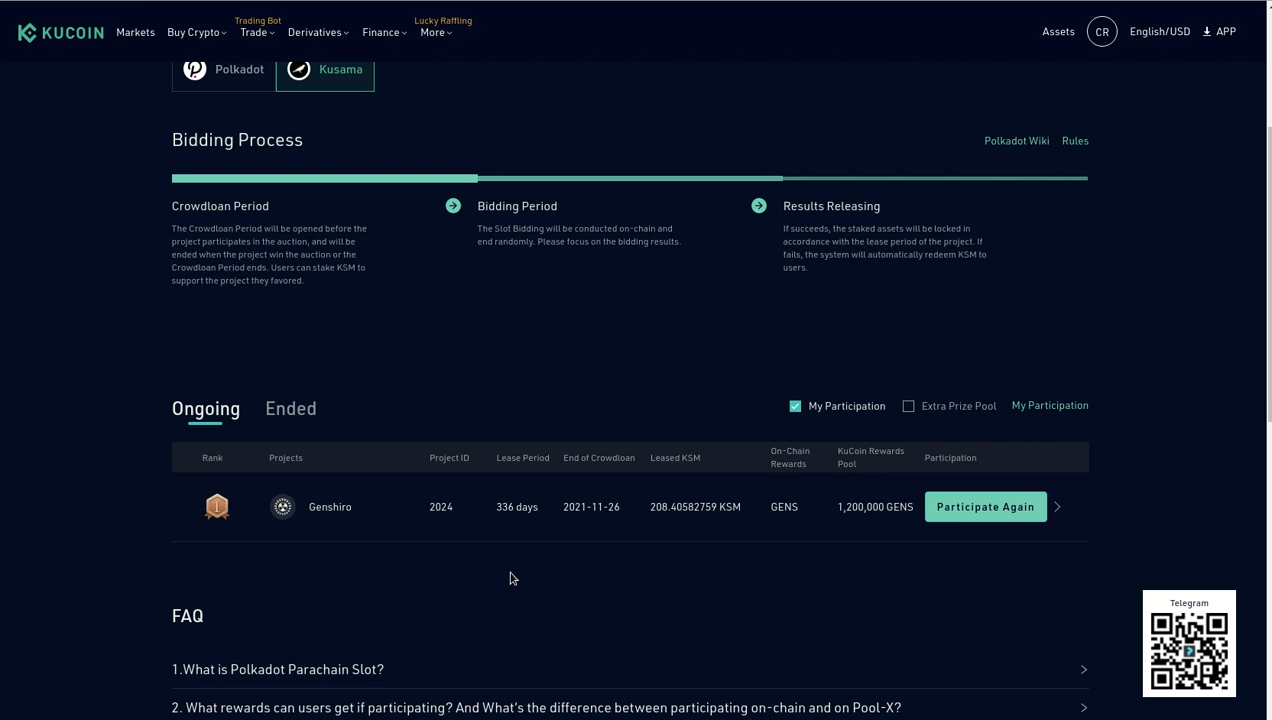 Trading Bot
Lucky Raffling
KUCOIN Markets Buy Crypto Trade Derivatives Finance More Assets CR English/USD APP
Polkadot Kusama
Bidding Process Polkadot Wiki Rules
Crowdloan Period
The Crowdloan Period will be opened before the
project participates in the auction, and will be
ended when the project win the auction or the
Crowdloan Period ends. Users can stake KSM to
support the project they favored.
Bidding Period
The Slot Bidding will be conducted on-chain and
end randomly. Please focus on the bidding results.
Results Releasing
If succeeds, the staked assets will be locked in
accordance with the lease period of the project. If
fails, the system will automatically redeem KSM to
users.
Ongoing Ended My Participation Extra Prize Pool My Participation
Rank Projects Project ID Lease Period End of Crowdloan Leased KSM On-Chain Rewards KuCoin Rewards Pool Participation
1 Genshiro 2024 336 days 2021-11-26 208.40582759 KSM GENS 1,200,000 GENS Participate Again
Telegram
FAQ
1.What is Polkadot Parachain Slot?
2. What rewards can users get if participating? And What's the difference between participating on-chain and on Pool-X?